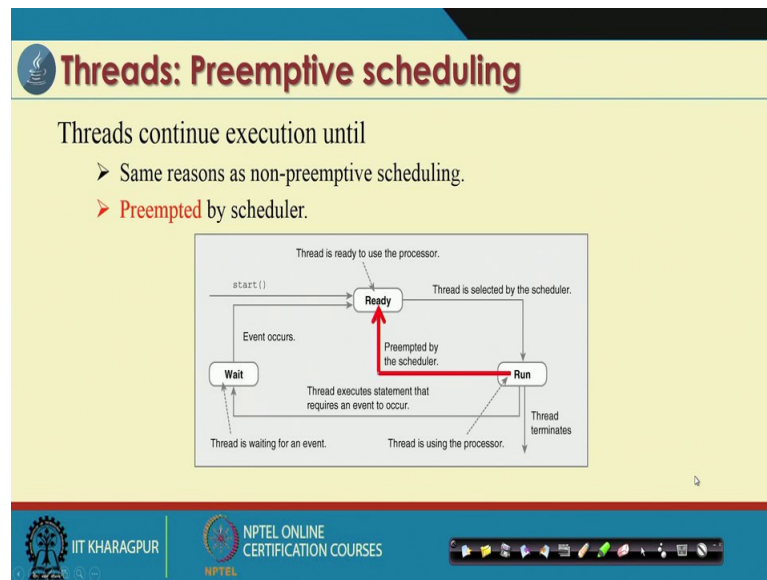 Threads: Preemptive scheduling
Threads continue execution until
➢ Same reasons as non-preemptive scheduling.
➢ Preempted by scheduler.
Thread is ready to use the processor.
start()
Ready
Thread is selected by the scheduler.
Event occurs.
Preempted by
the scheduler.
Wait
Run
Thread executes statement that
requires an event to occur.
Thread
terminates
Thread is waiting for an event.
Thread is using the processor.
IIT KHARAGPUR
NPTEL
NPTEL ONLINE
CERTIFICATION COURSES